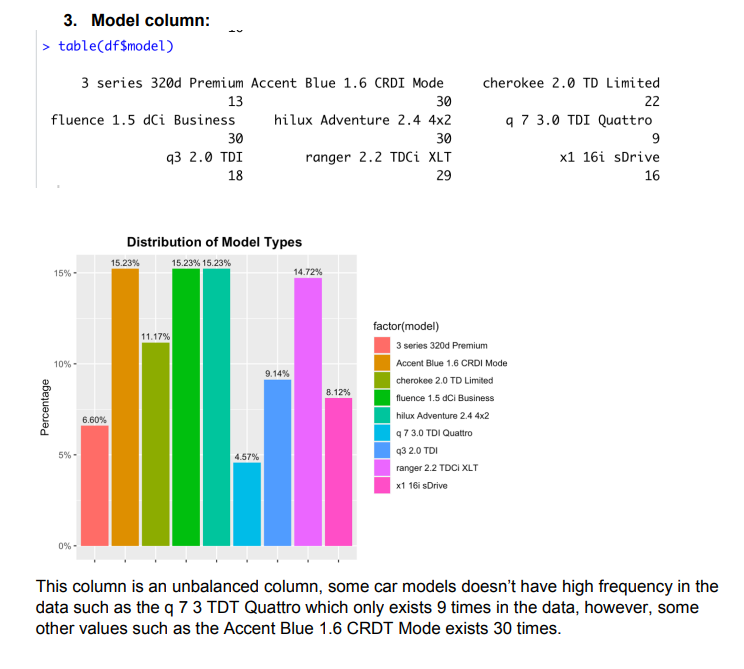 3. Model column:
> table(df$model)
3 series 320d Premium Accent Blue 1.6 CRDI Mode cherokee 2.0 TD Limited
13 30 22
fluence 1.5 dCi Business hilux Adventure 2.4 4x2 q 7 3.0 TDI Quattro
30 30 9
q3 2.0 TDI ranger 2.2 TDCi XLT x1 16i sDrive
18 29 16
Distribution of Model Types
15.23% 15.23% 15.23%
15%
14.72%
11.17%
10%
9.14%
8.12%
6.60%
5%
4.57%
0%
Percentage
factor(model)
3 series 320d Premium
Accent Blue 1.6 CRDI Mode
cherokee 2.0 TD Limited
fluence 1.5 dCi Business
hilux Adventure 2.4 4x2
q 7 3.0 TDI Quattro
q3 2.0 TDI
ranger 2.2 TDCi XLT
x1 16i sDrive
This column is an unbalanced column, some car models doesn't have high frequency in the
data such as the q 7 3 TDT Quattro which only exists 9 times in the data, however, some
other values such as the Accent Blue 1.6 CRDT Mode exists 30 times.